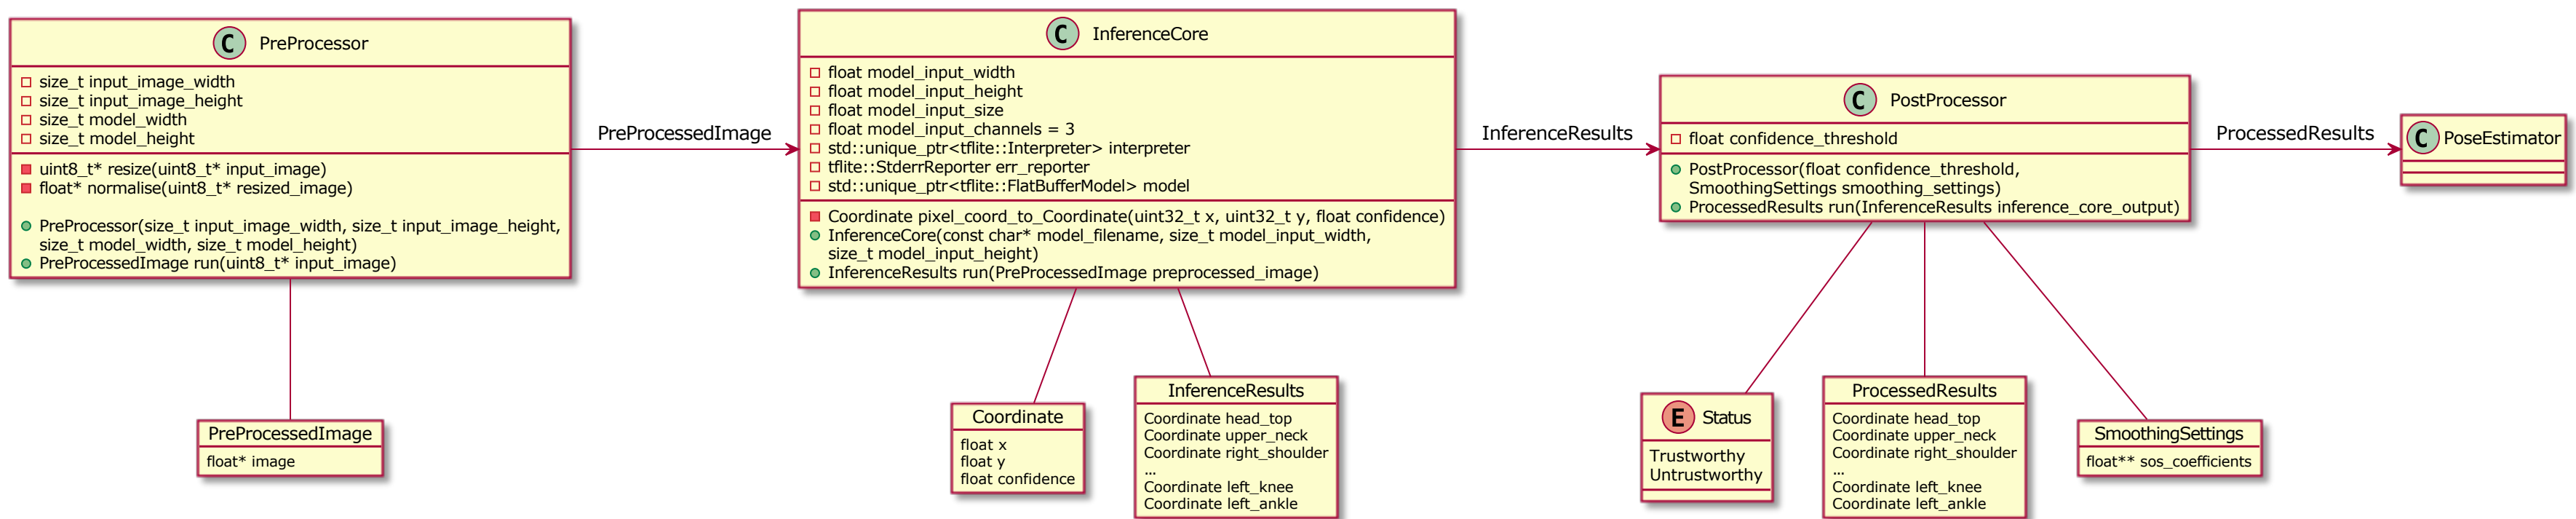 C PreProcessor
size_t input_image_width
size_t input_image_height
size_t model_width
size_t model_height
uint8_t* resize(uint8_t* input_image)
float* normalise(uint8_t* resized_image)
PreProcessor(size_t input_image_width, size_t input_image_height,
size_t model_width, size_t model_height)
PreProcessedImage run(uint8_t* input_image)
PreProcessedImage
C InferenceCore
float model_input_width
float model_input_height
float model_input_size
float model_input_channels = 3
std::unique_ptr<tflite::Interpreter> interpreter
tflite::StderrReporter err_reporter
std::unique_ptr<tflite::FlatBufferModel> model
Coordinate pixel_coord_to_Coordinate(uint32_t x, uint32_t y, float confidence)
InferenceCore(const char* model_filename, size_t model_input_width,
size_t model_input_height)
InferenceResults run(PreProcessedImage preprocessed_image)
InferenceResults
C PostProcessor
float confidence_threshold
PostProcessor(float confidence_threshold,
SmoothingSettings smoothing_settings)
ProcessedResults run(InferenceResults inference_core_output)
ProcessedResults
C PoseEstimator
PreProcessedImage
float* image
Coordinate
float x
float y
float confidence
InferenceResults
Coordinate head_top
Coordinate upper_neck
Coordinate right_shoulder
...
Coordinate left_knee
Coordinate left_ankle
E Status
Trustworthy
Untrustworthy
ProcessedResults
Coordinate head_top
Coordinate upper_neck
Coordinate right_shoulder
...
Coordinate left_knee
Coordinate left_ankle
SmoothingSettings
float** sos_coefficients